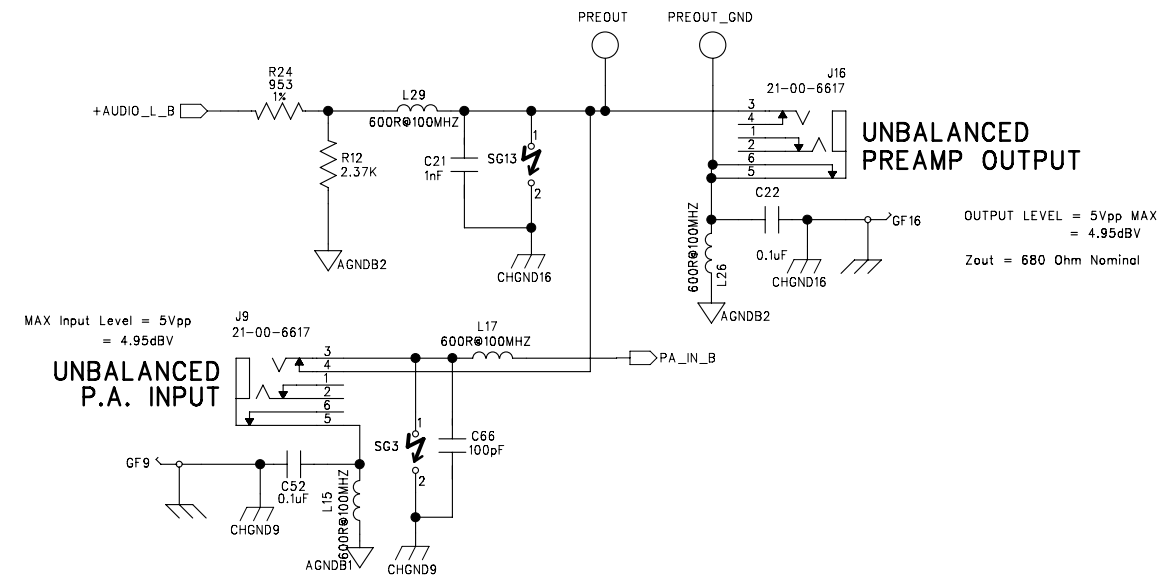 PREOUT
PREOUT_GND
R24
953
1%
+AUDIO_L_B
L29
600R@100MHZ
R12
2.37K
C21
1nF
SG13
1
2
AGNDB2
CHGND16
J16
21-00-6617
3
4
1
2
6
5
UNBALANCED
PREAMP OUTPUT
C22
0.1uF
GF16
CHGND16
600R@100MHZ
L26
AGNDB2
OUTPUT LEVEL = 5Vpp MAX
= 4.95dBV
Zout = 680 Ohm Nominal
MAX Input Level = 5Vpp
= 4.95dBV
J9
21-00-6617
UNBALANCED
P.A. INPUT
3
4
1
2
6
5
L17
600R@100MHZ
PA_IN_B
SG3
1
2
C66
100pF
GF9
C52
0.1uF
CHGND9
L15
600R@100MHZ
AGNDB1
CHGND9